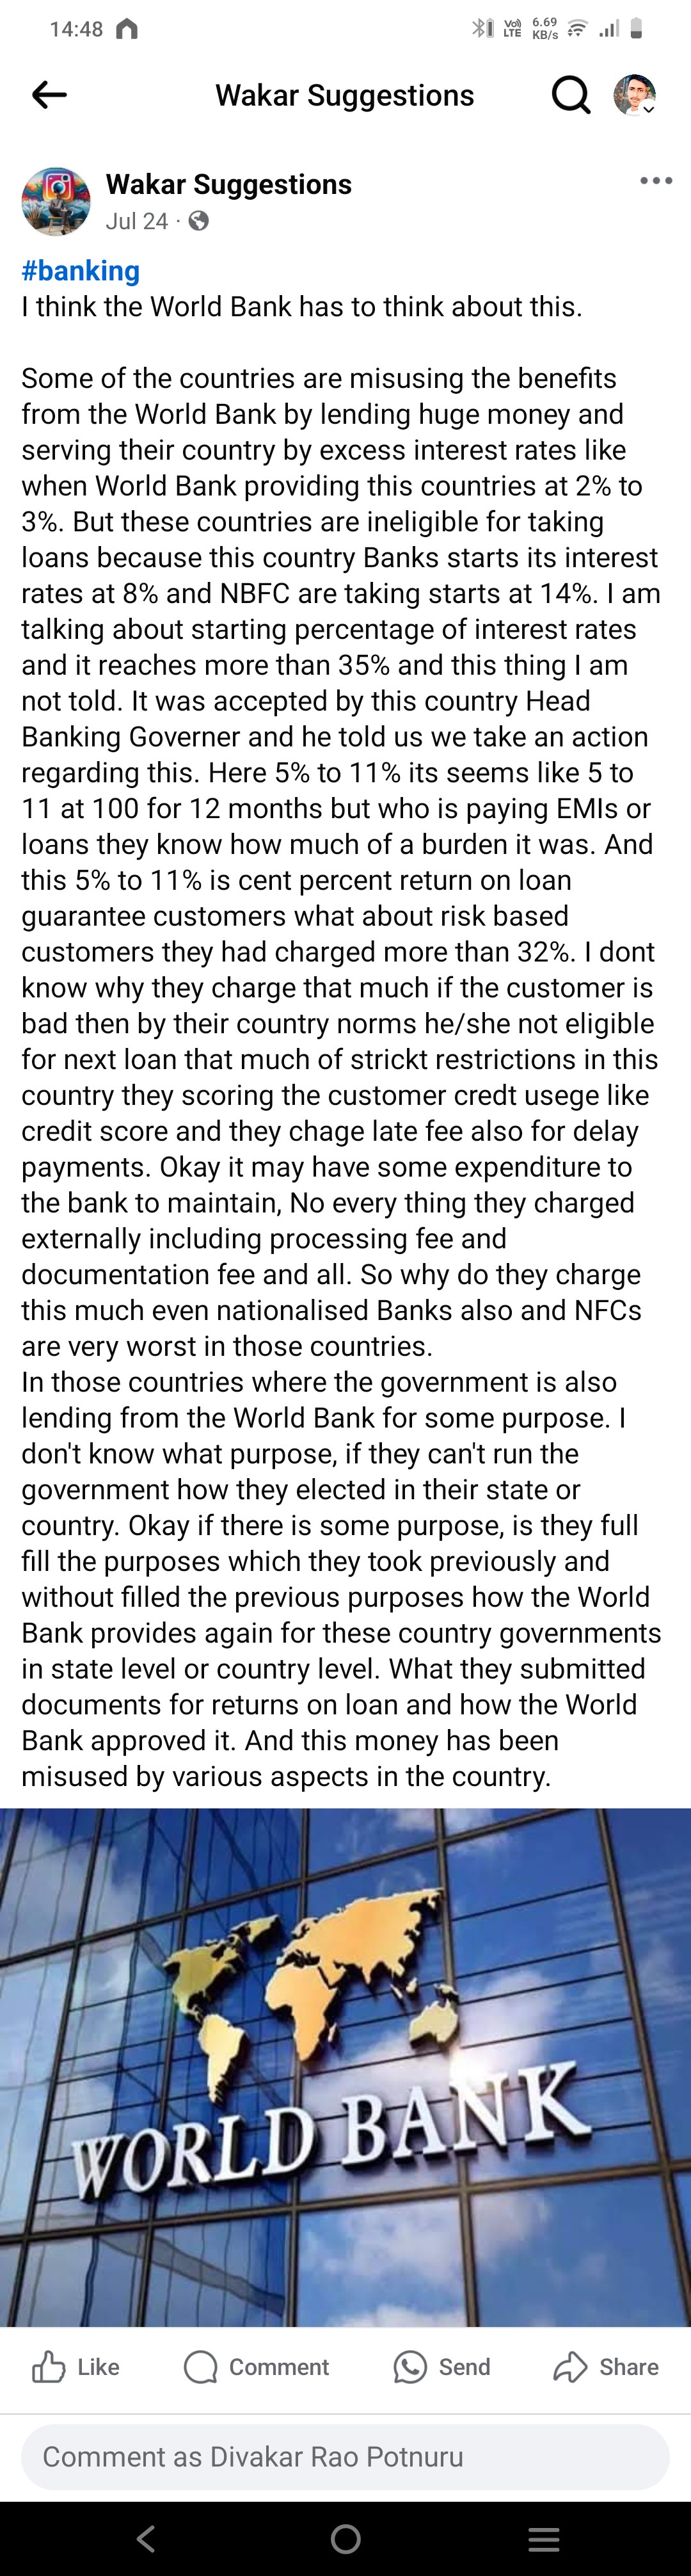 14:48
Vo) LTE
6.69 KB/s
Wakar Suggestions
Wakar Suggestions
Jul 24 ·
#banking
I think the World Bank has to think about this.
Some of the countries are misusing the benefits
from the World Bank by lending huge money and
serving their country by excess interest rates like
when World Bank providing this countries at 2% to
3%. But these countries are ineligible for taking
loans because this country Banks starts its interest
rates at 8% and NBFC are taking starts at 14%. I am
talking about starting percentage of interest rates
and it reaches more than 35% and this thing I am
not told. It was accepted by this country Head
Banking Governer and he told us we take an action
regarding this. Here 5% to 11% its seems like 5 to
11 at 100 for 12 months but who is paying EMIs or
loans they know how much of a burden it was. And
this 5% to 11% is cent percent return on loan
guarantee customers what about risk based
customers they had charged more than 32%. I dont
know why they charge that much if the customer is
bad then by their country norms he/she not eligible
for next loan that much of strickt restrictions in this
country they scoring the customer credt usege like
credit score and they chage late fee also for delay
payments. Okay it may have some expenditure to
the bank to maintain, No every thing they charged
externally including processing fee and
documentation fee and all. So why do they charge
this much even nationalised Banks also and NFCs
are very worst in those countries.
In those countries where the government is also
lending from the World Bank for some purpose. I
don't know what purpose, if they can't run the
government how they elected in their state or
country. Okay if there is some purpose, is they full
fill the purposes which they took previously and
without filled the previous purposes how the World
Bank provides again for these country governments
in state level or country level. What they submitted
documents for returns on loan and how the World
Bank approved it. And this money has been
misused by various aspects in the country.
WORLD BANK
Like
Comment
Send
Share
Comment as Divakar Rao Potnuru